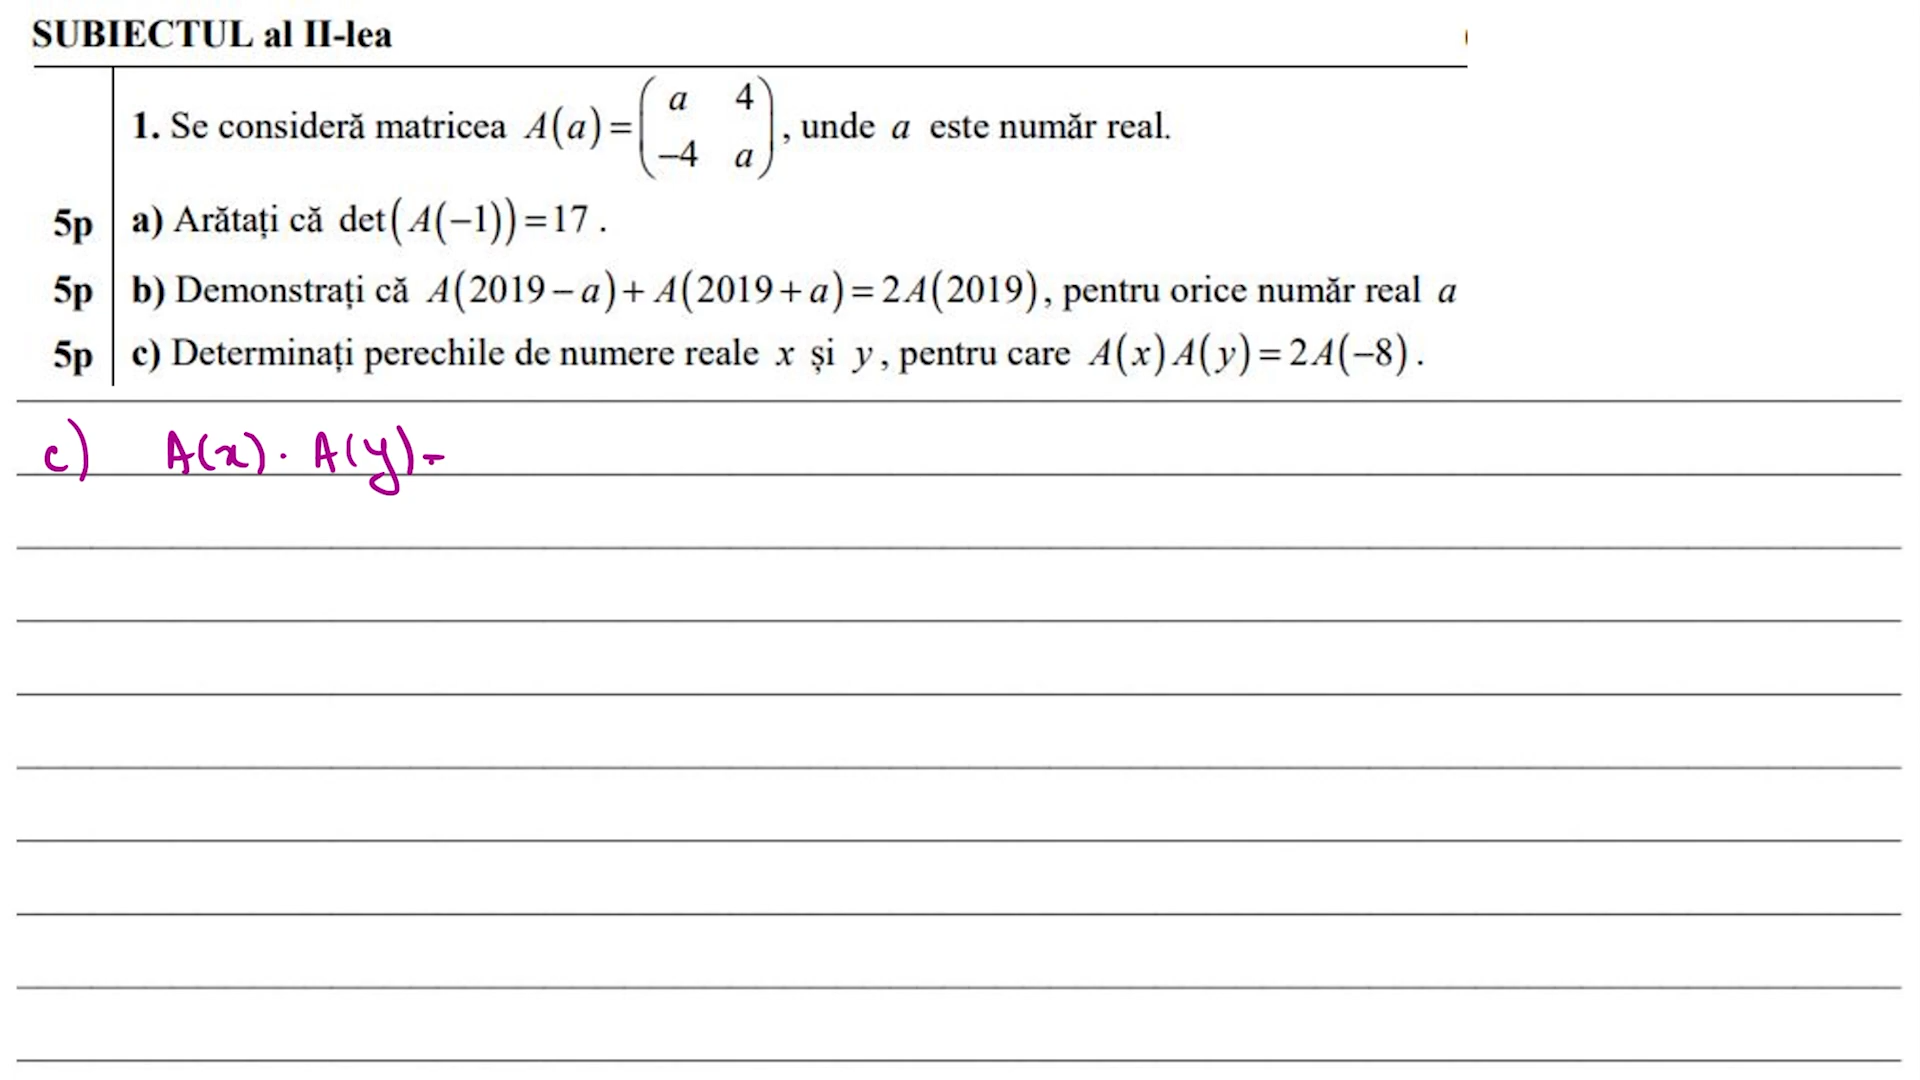 SUBIECTUL al II-lea
1. Se consideră matricea A(a)=(a 4 -4 a), unde a este număr real.
5p a) Arătați că det(A(−1))=17.
5p b) Demonstrați că A(2019−a)+A(2019+a)=2A(2019), pentru orice număr real a
5p c) Determinați perechile de numere reale x și y, pentru care A(x)A(y)=2A(−8).
c) A(x)·A(y)=